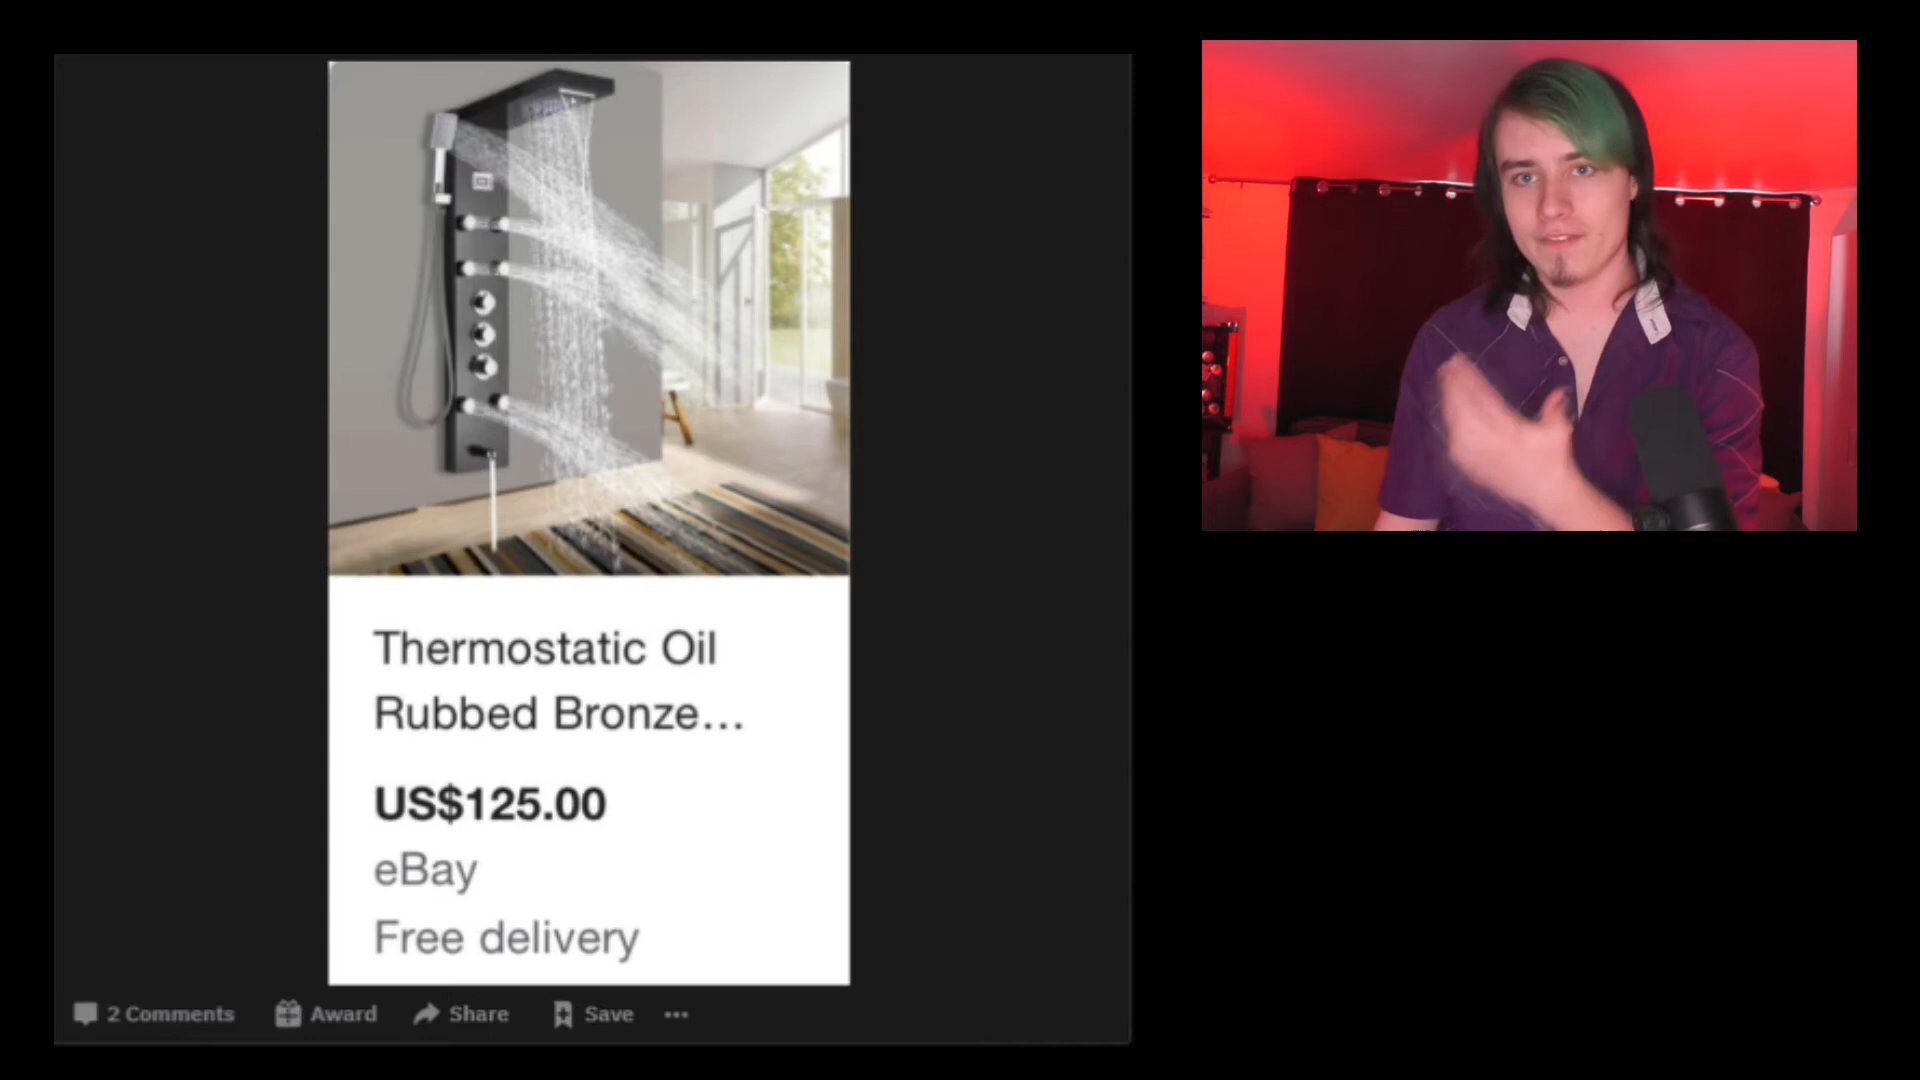 Thermostatic Oil
Rubbed Bronze...
US$125.00
eBay
Free delivery
2 Comments Award Share Save